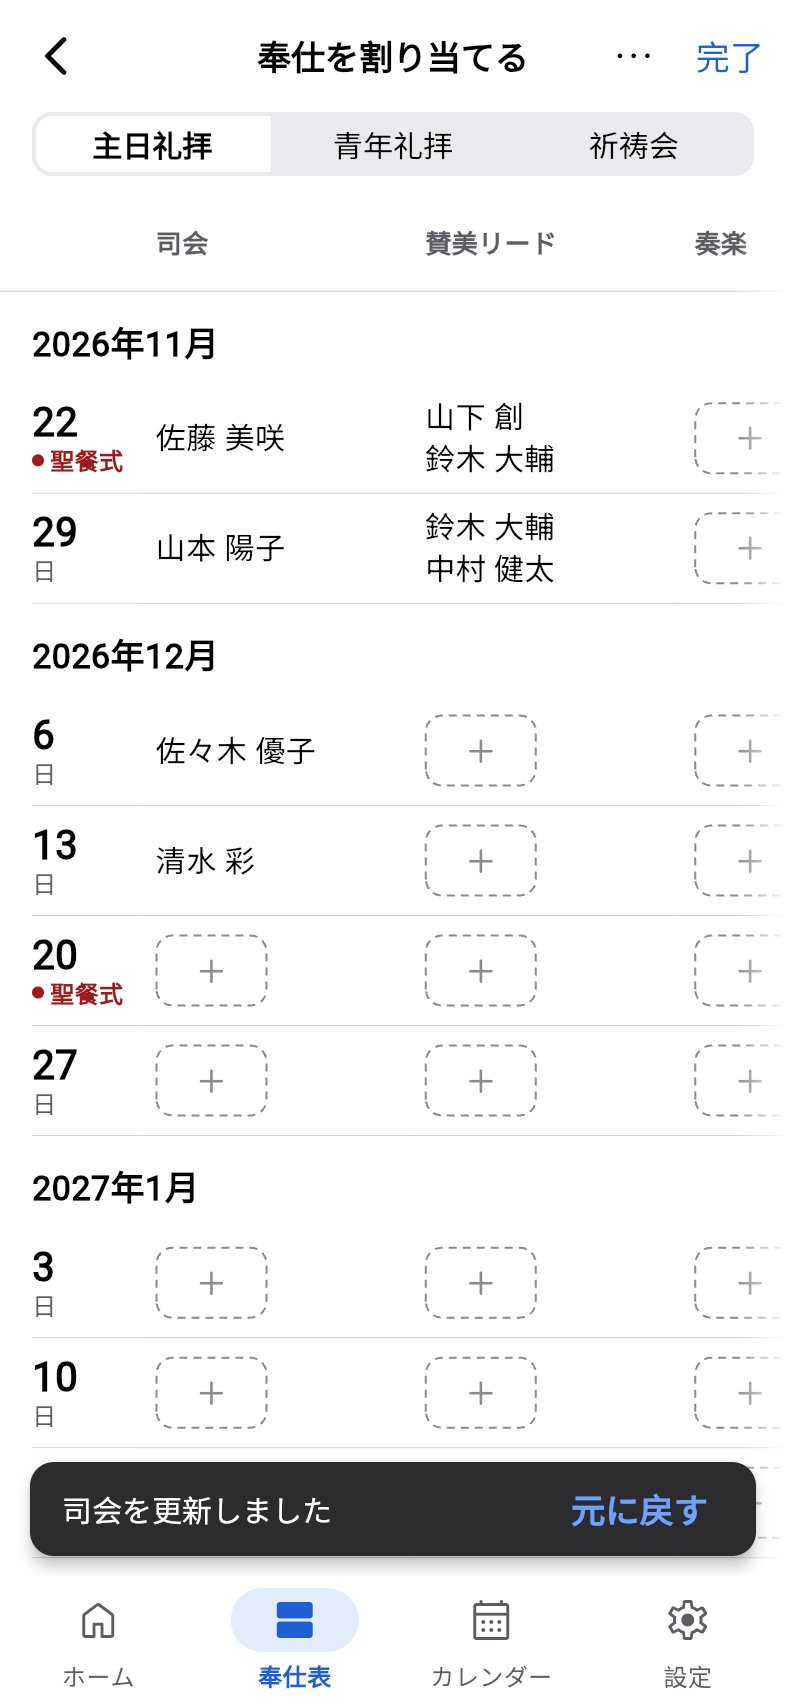 奉仕を割り当てる
完了
主日礼拝
青年礼拝
祈祷会
司会
賛美リード
奏楽
2026年11月
22
聖餐式
佐藤 美咲
山下 創
鈴木 大輔
29
日
山本 陽子
鈴木 大輔
中村 健太
2026年12月
6
日
佐々木 優子
13
日
清水 彩
20
聖餐式
27
日
2027年1月
3
日
10
日
司会を更新しました
元に戻す
ホーム
奉仕表
カレンダー
設定